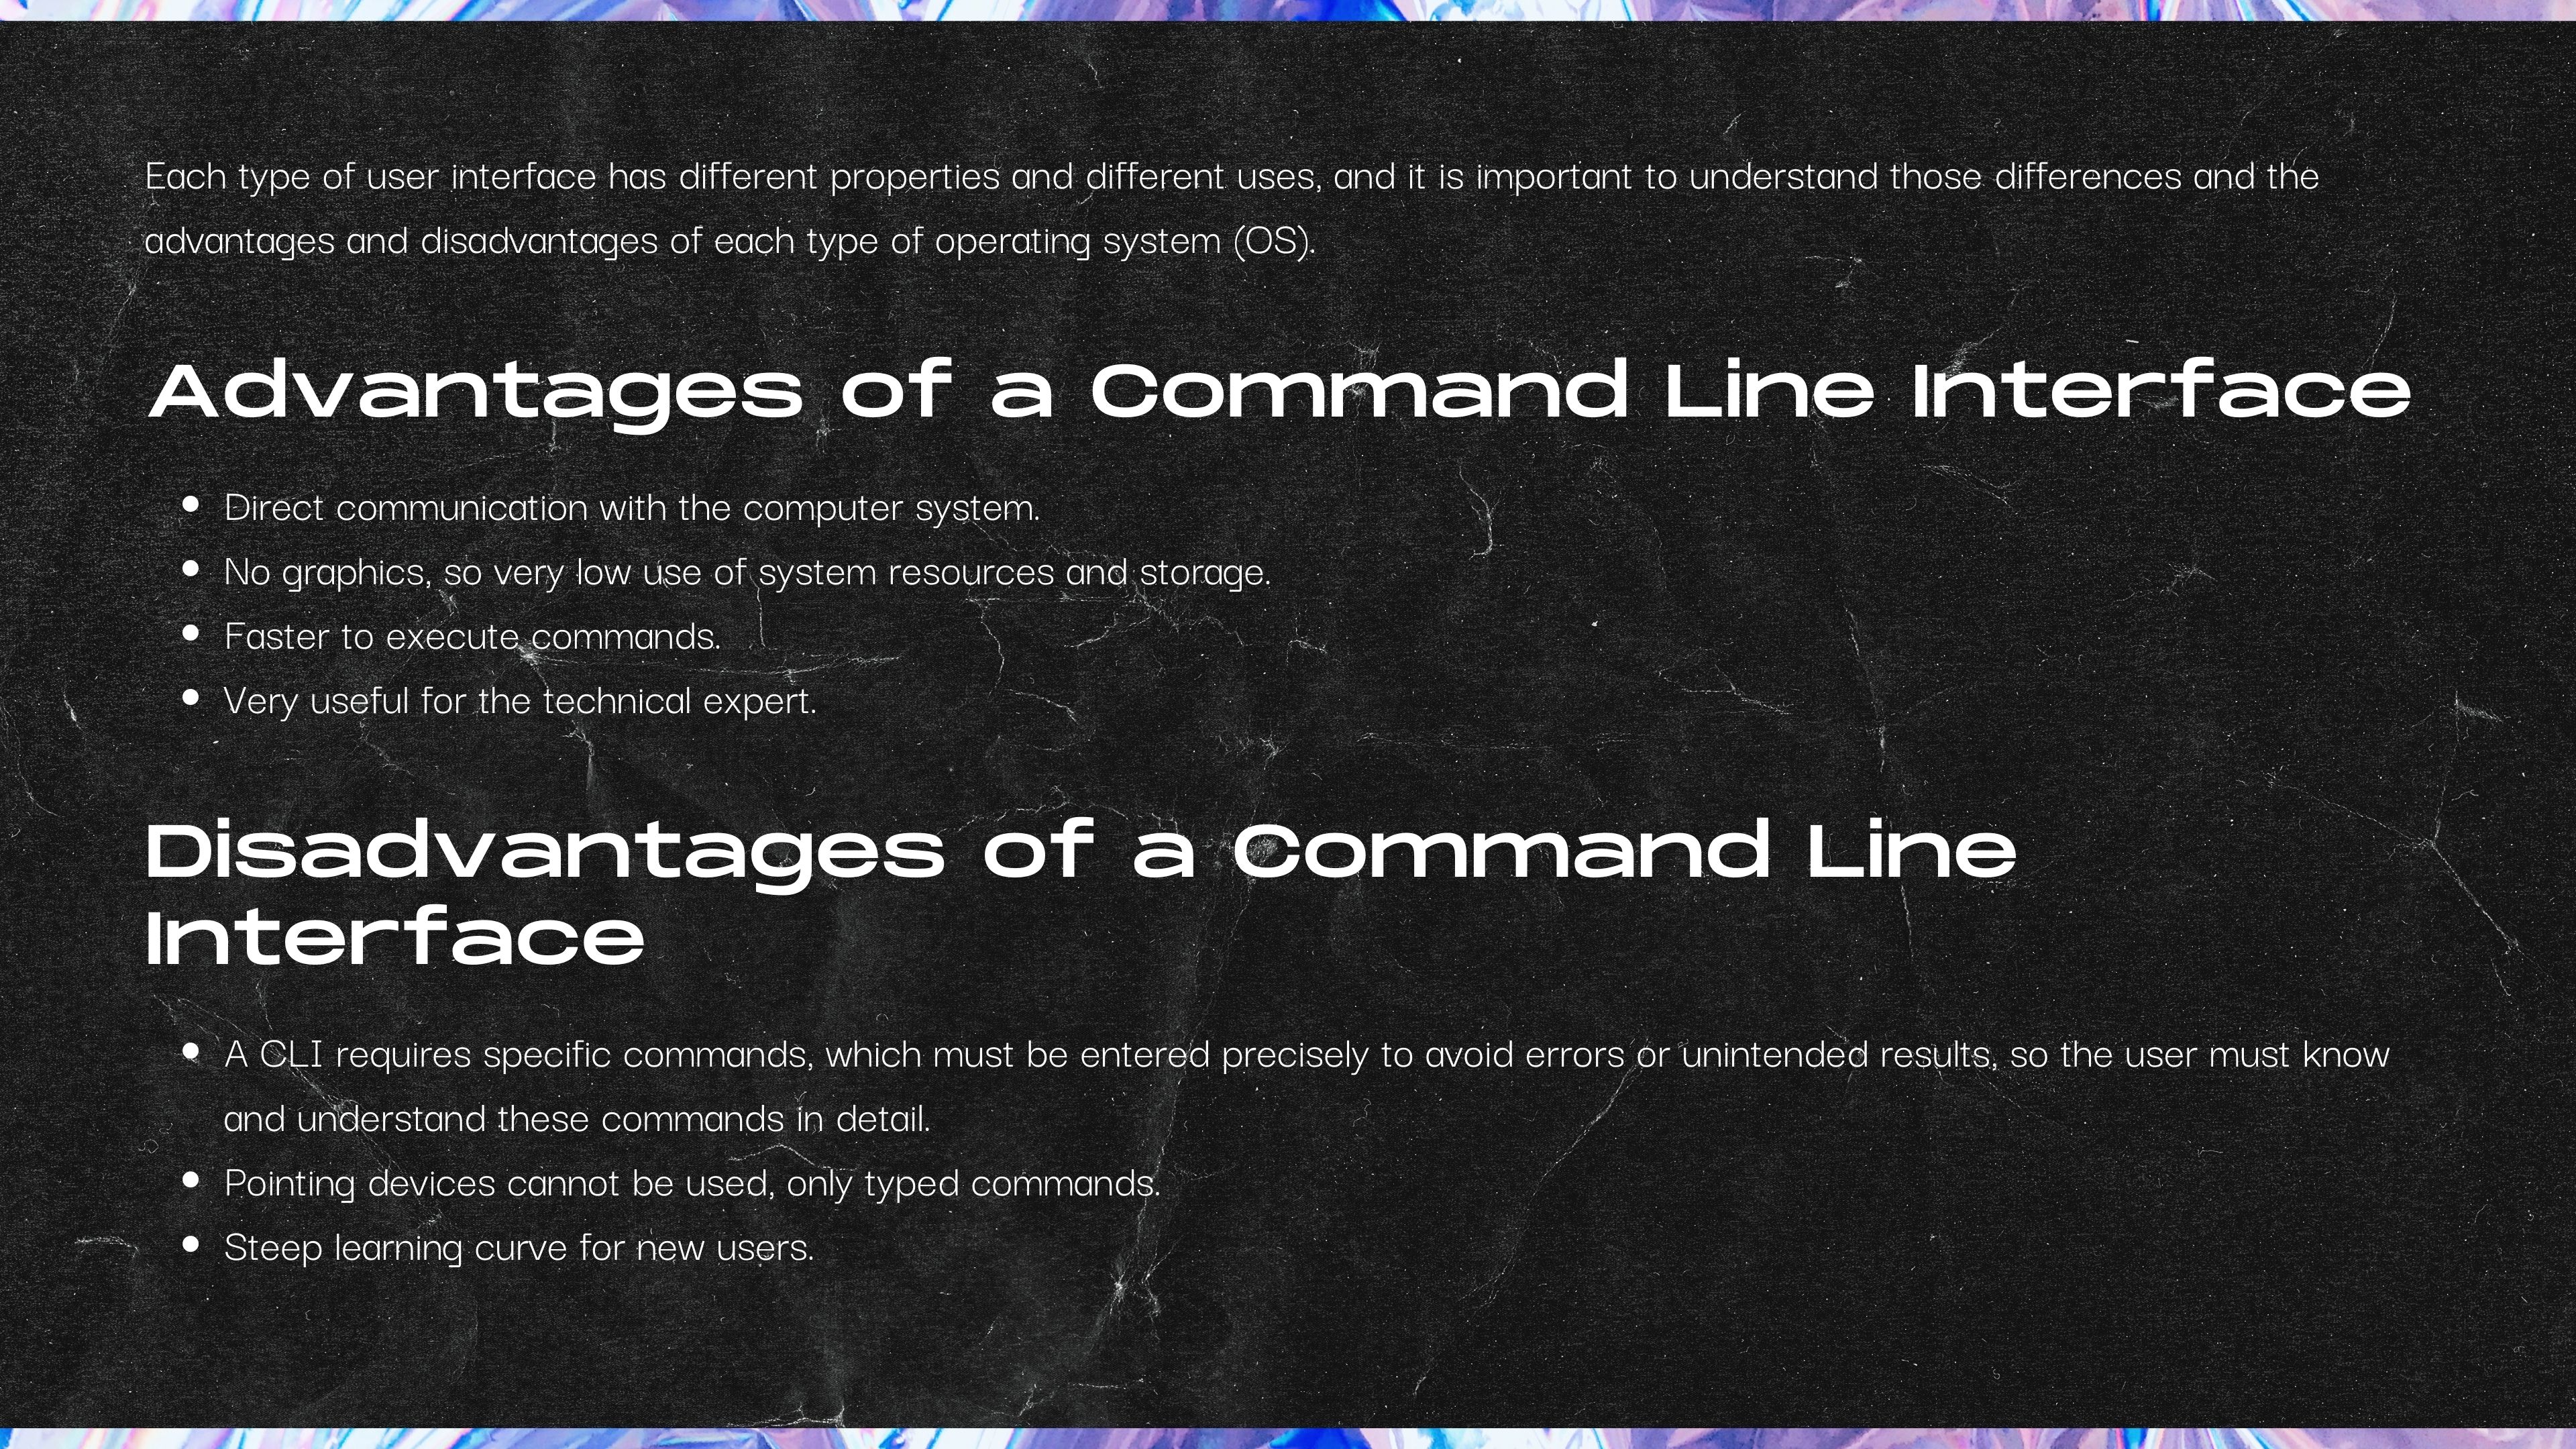 Each type of user interface has different properties and different uses, and it is important to understand those differences and the
advantages and disadvantages of each type of operating system (OS).
Advantages of a Command Line Interface
• Direct communication with the computer system.
• No graphics, so very low use of system resources and storage.
• Faster to execute commands.
• Very useful for the technical expert.
Disadvantages of a Command Line
Interface
• A CLI requires specific commands, which must be entered precisely to avoid errors or unintended results, so the user must know
and understand these commands in detail.
• Pointing devices cannot be used, only typed commands.
• Steep learning curve for new users.